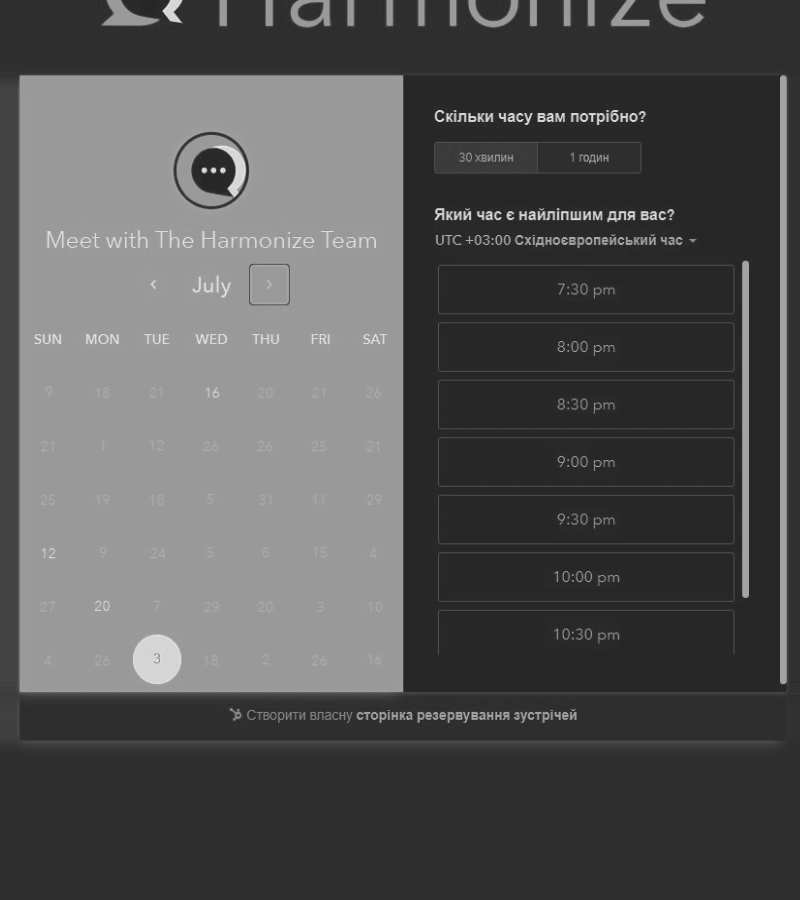 Harmonize
Meet with The Harmonize Team
July
SUN MON TUE WED THU FRI SAT
9 18 21 16 20 21 26
21 1 12 26 26 25 21
25 19 18 5 31 11 29
12 9 24 5 8 15 4
27 20 7 29 20 3 10
4 26 3 18 2 26 16
Скільки часу вам потрібно?
30 хвилин 1 годин
Який час є найліпшим для вас?
UTC +03:00 Східноєвропейський час
7:30 pm
8:00 pm
8:30 pm
9:00 pm
9:30 pm
10:00 pm
10:30 pm
Створити власну сторінка резервування зустрічей